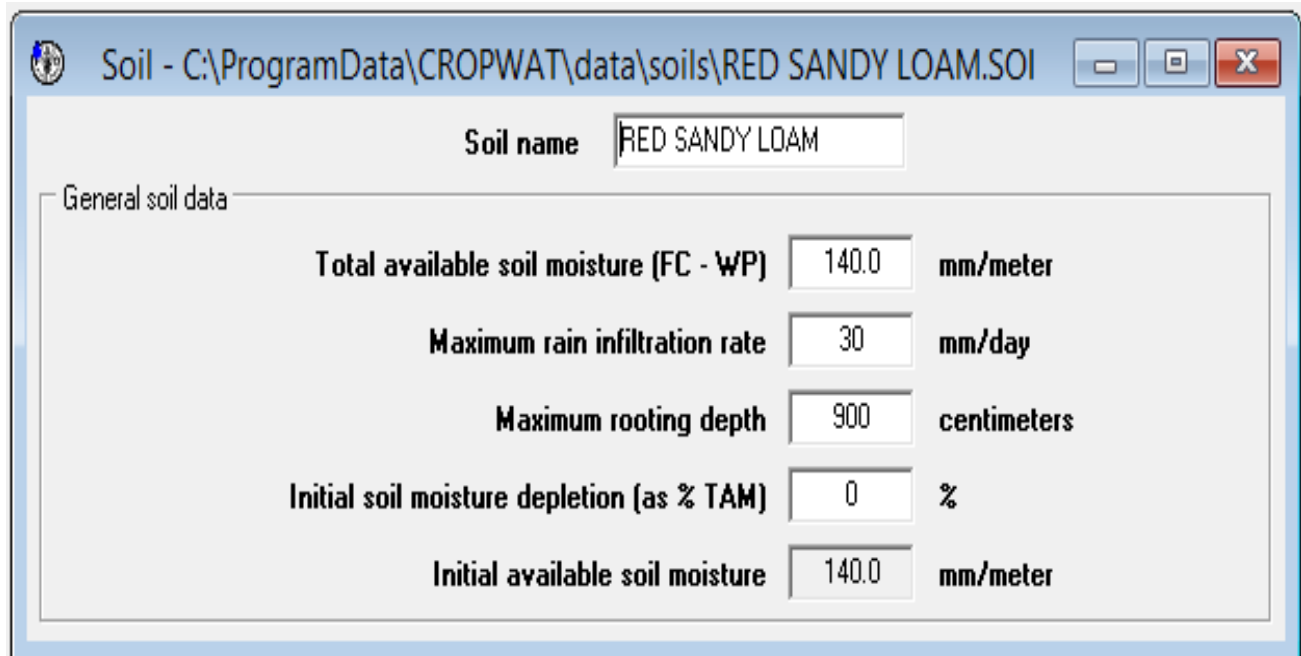 Soil - C:\ProgramData\CROPWAT\data\soils\RED SANDY LOAM.SOI
Soil name RED SANDY LOAM
General soil data
Total available soil moisture (FC - WP) 140.0 mm/meter
Maximum rain infiltration rate 30 mm/day
Maximum rooting depth 900 centimeters
Initial soil moisture depletion (as % TAM) 0 %
Initial available soil moisture 140.0 mm/meter